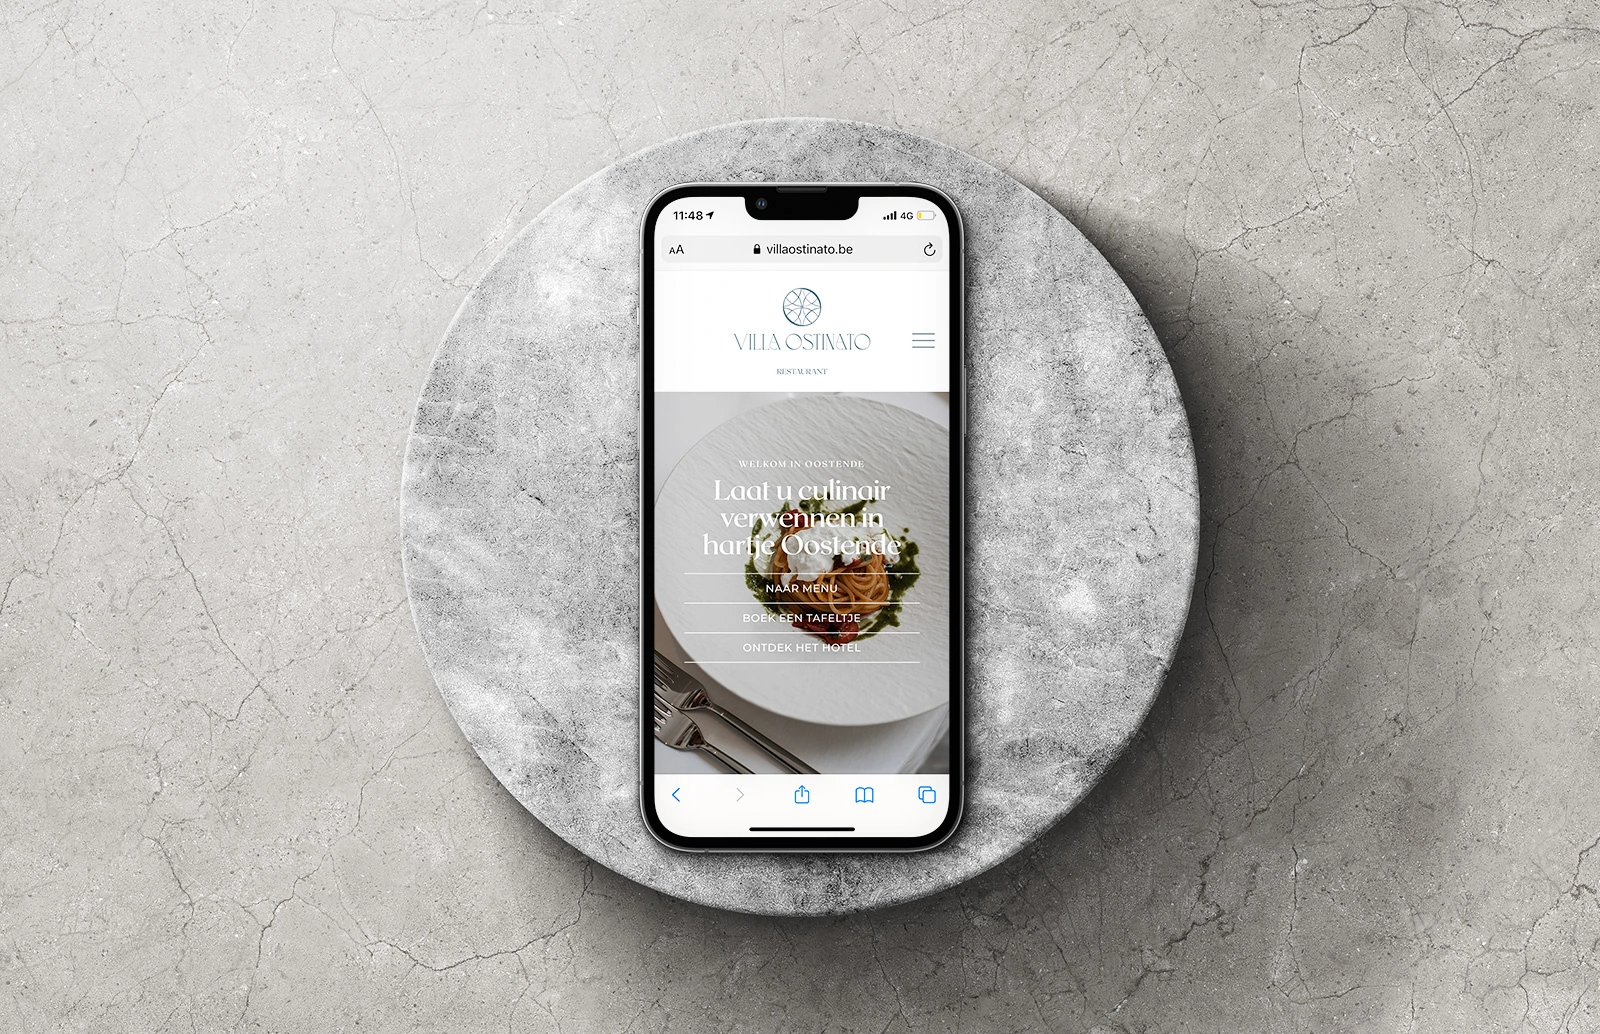 11:48
4G
AA
villaostinato.be
VILLA OSTINATO
RESTAURANT
WELKOM IN OOSTENDE
Laat u culinair
verwennen in
hartje Oostende
NAAR MENU
BOEK EEN TAFELTJE
ONTDEK HET HOTEL